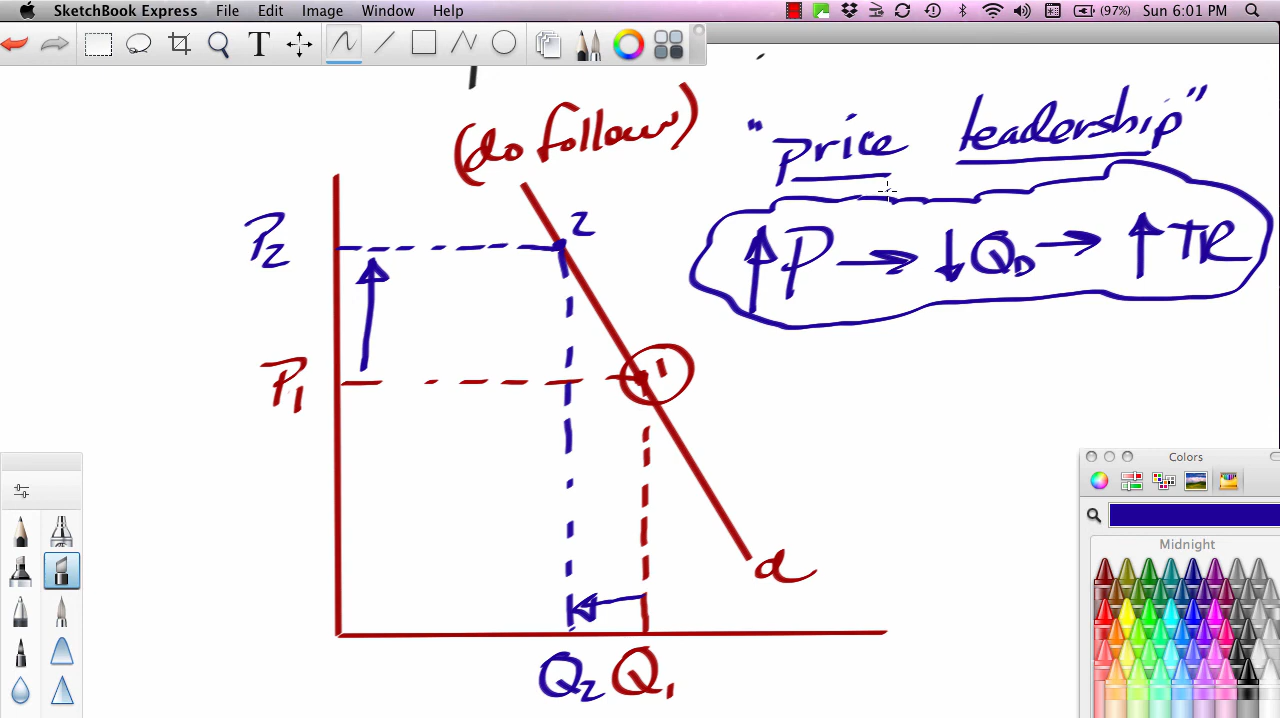 SketchBook Express File Edit Image Window Help (97%) Sun 6:01 PM
T
(do follow)
"price leadership"
↑P → ↓QD → ↑TR
P2
2
P1
1
d
Q2 Q1
Colors
Midnight